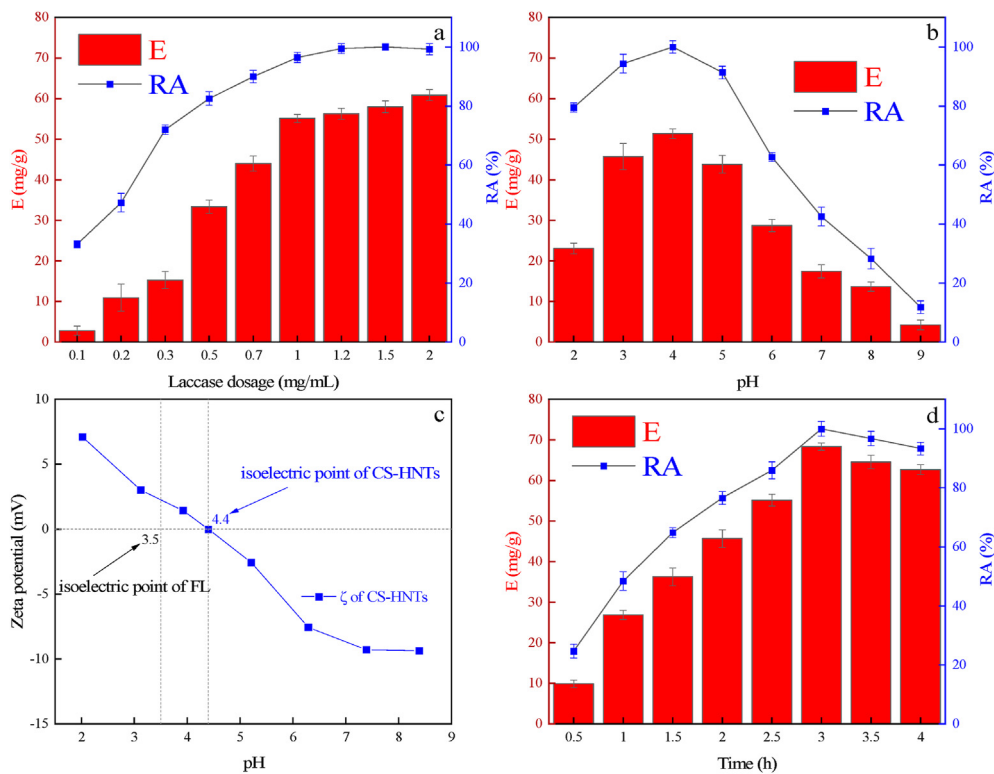 a
E
RA
E (mg/g)
80
70
60
50
40
30
20
10
0
RA (%)
100
80
60
40
20
0
0.1 0.2 0.3 0.5 0.7 1 1.2 1.5 2
Laccase dosage (mg/mL)
b
E
RA
E (mg/g)
80
70
60
50
40
30
20
10
0
RA (%)
100
80
60
40
20
0
2 3 4 5 6 7 8 9
pH
c
Zeta potential (mV)
10
5
0
-5
-10
-15
isoelectric point of CS-HNTs
4.4
3.5
isoelectric point of FL
ζ of CS-HNTs
2 3 4 5 6 7 8 9
pH
d
E
RA
E (mg/g)
80
70
60
50
40
30
20
10
0
RA (%)
100
80
60
40
20
0
0.5 1 1.5 2 2.5 3 3.5 4
Time (h)